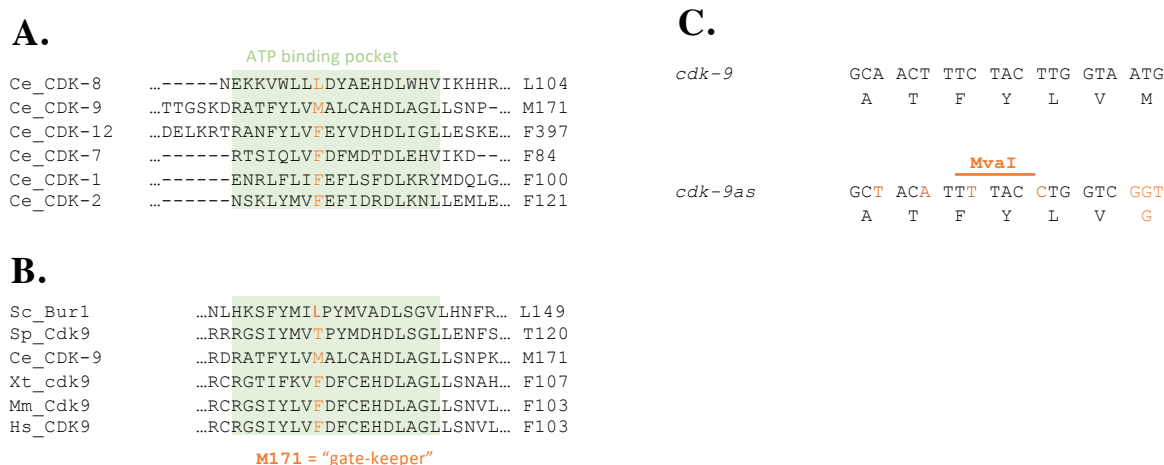 A.
ATP binding pocket
Ce_CDK-8 …-----NEKKVWLLLDYAEHDLWHVIKHHR… L104
Ce_CDK-9 …TTGSKDRATFYLVMALCAHDLAGLLSNP-… M171
Ce_CDK-12 …DELKRTRANFYLVFEYVDHDLIGLLESKE… F397
Ce_CDK-7 …------RTSIQLVFDFMDTDLEHVIKD--… F84
Ce_CDK-1 …------ENRLFLIFEFLSFDLKRYMDQLG… F100
Ce_CDK-2 …------NSKLYMVFEFIDRDLKNLLEMLE… F121
B.
Sc_Bur1 …NLHKSFYMILPYMVADLSGVLHNFR… L149
Sp_Cdk9 …RRRGSIYMVTPYMDHDLSGLLENFS… T120
Ce_CDK-9 …RDRATFYLVMALCAHDLAGLLSNPK… M171
Xt_cdk9 …RCRGTIFKVFDFCEHDLAGLLSNAH… F107
Mm_Cdk9 …RCRGSIYLVFDFCEHDLAGLLSNVL… F103
Hs_CDK9 …RCRGSIYLVFDFCEHDLAGLLSNVL… F103
M171 = “gate-keeper”
C.
cdk-9 GCA ACT TTC TAC TTG GTA ATG
A T F Y L V M
MvaI
cdk-9as GCT ACA TTT TAC CTG GTC GGT
A T F Y L V G